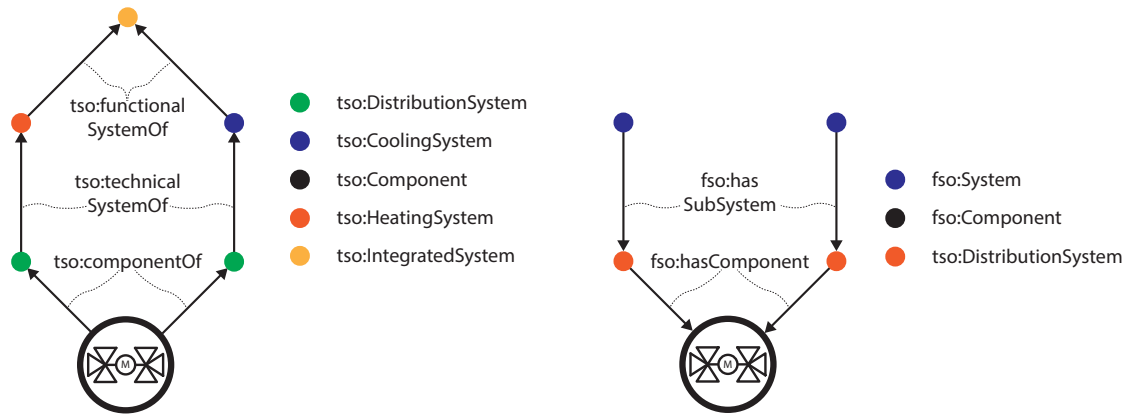 tso:functional
SystemOf
tso:technical
SystemOf
tso:componentOf
M
tso:DistributionSystem
tso:CoolingSystem
tso:Component
tso:HeatingSystem
tso:IntegratedSystem
fso:has
SubSystem
fso:hasComponent
M
fso:System
fso:Component
tso:DistributionSystem